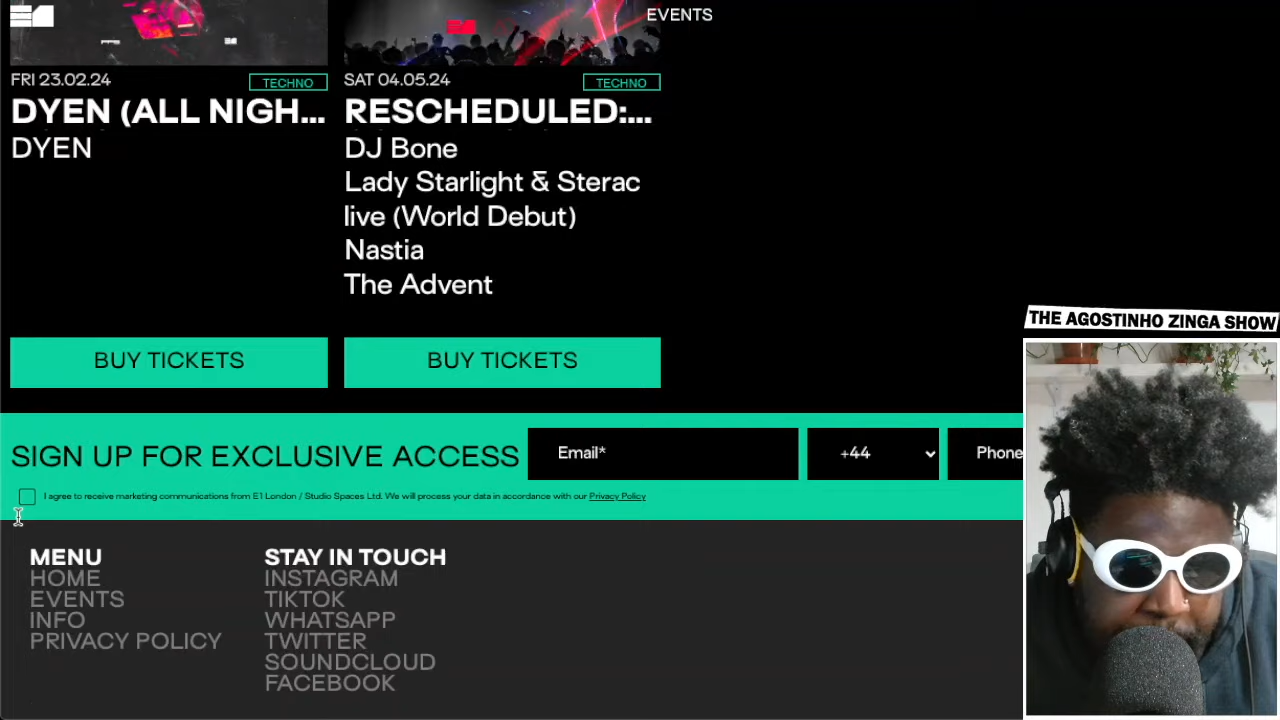 EVENTS
FRI 23.02.24
TECHNO
DYEN (ALL NIGH...
DYEN
SAT 04.05.24
TECHNO
RESCHEDULED:...
DJ Bone
Lady Starlight & Sterac
live (World Debut)
Nastia
The Advent
BUY TICKETS
BUY TICKETS
THE AGOSTINHO ZINGA SHOW
SIGN UP FOR EXCLUSIVE ACCESS
Email*
+44
Phone
I agree to receive marketing communications from E1 London / Studio Spaces Ltd. We will process your data in accordance with our Privacy Policy
MENU
HOME
EVENTS
INFO
PRIVACY POLICY
STAY IN TOUCH
INSTAGRAM
TIKTOK
WHATSAPP
TWITTER
SOUNDCLOUD
FACEBOOK